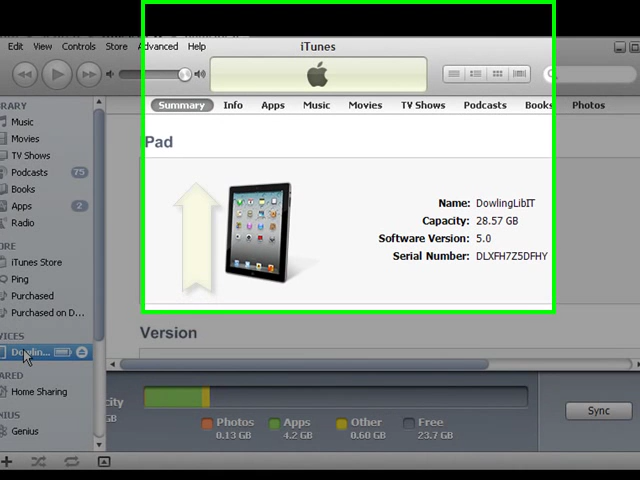 Edit View Controls Store Advanced Help
iTunes
Summary Info Apps Music Movies TV Shows Podcasts Books Photos
BRARY
Music
Movies
TV Shows
Podcasts 75
Books
Apps 2
Radio
ORE
iTunes Store
Ping
Purchased
Purchased on D...
VICES
Dowlin...
ARED
Home Sharing
NIUS
Genius
Pad
Name: DowlingLibIT
Capacity: 28.57 GB
Software Version: 5.0
Serial Number: DLXFH7Z5DFHY
Version
city
GB
Photos
0.13 GB
Apps
4.2 GB
Other
0.60 GB
Free
23.7 GB
Sync